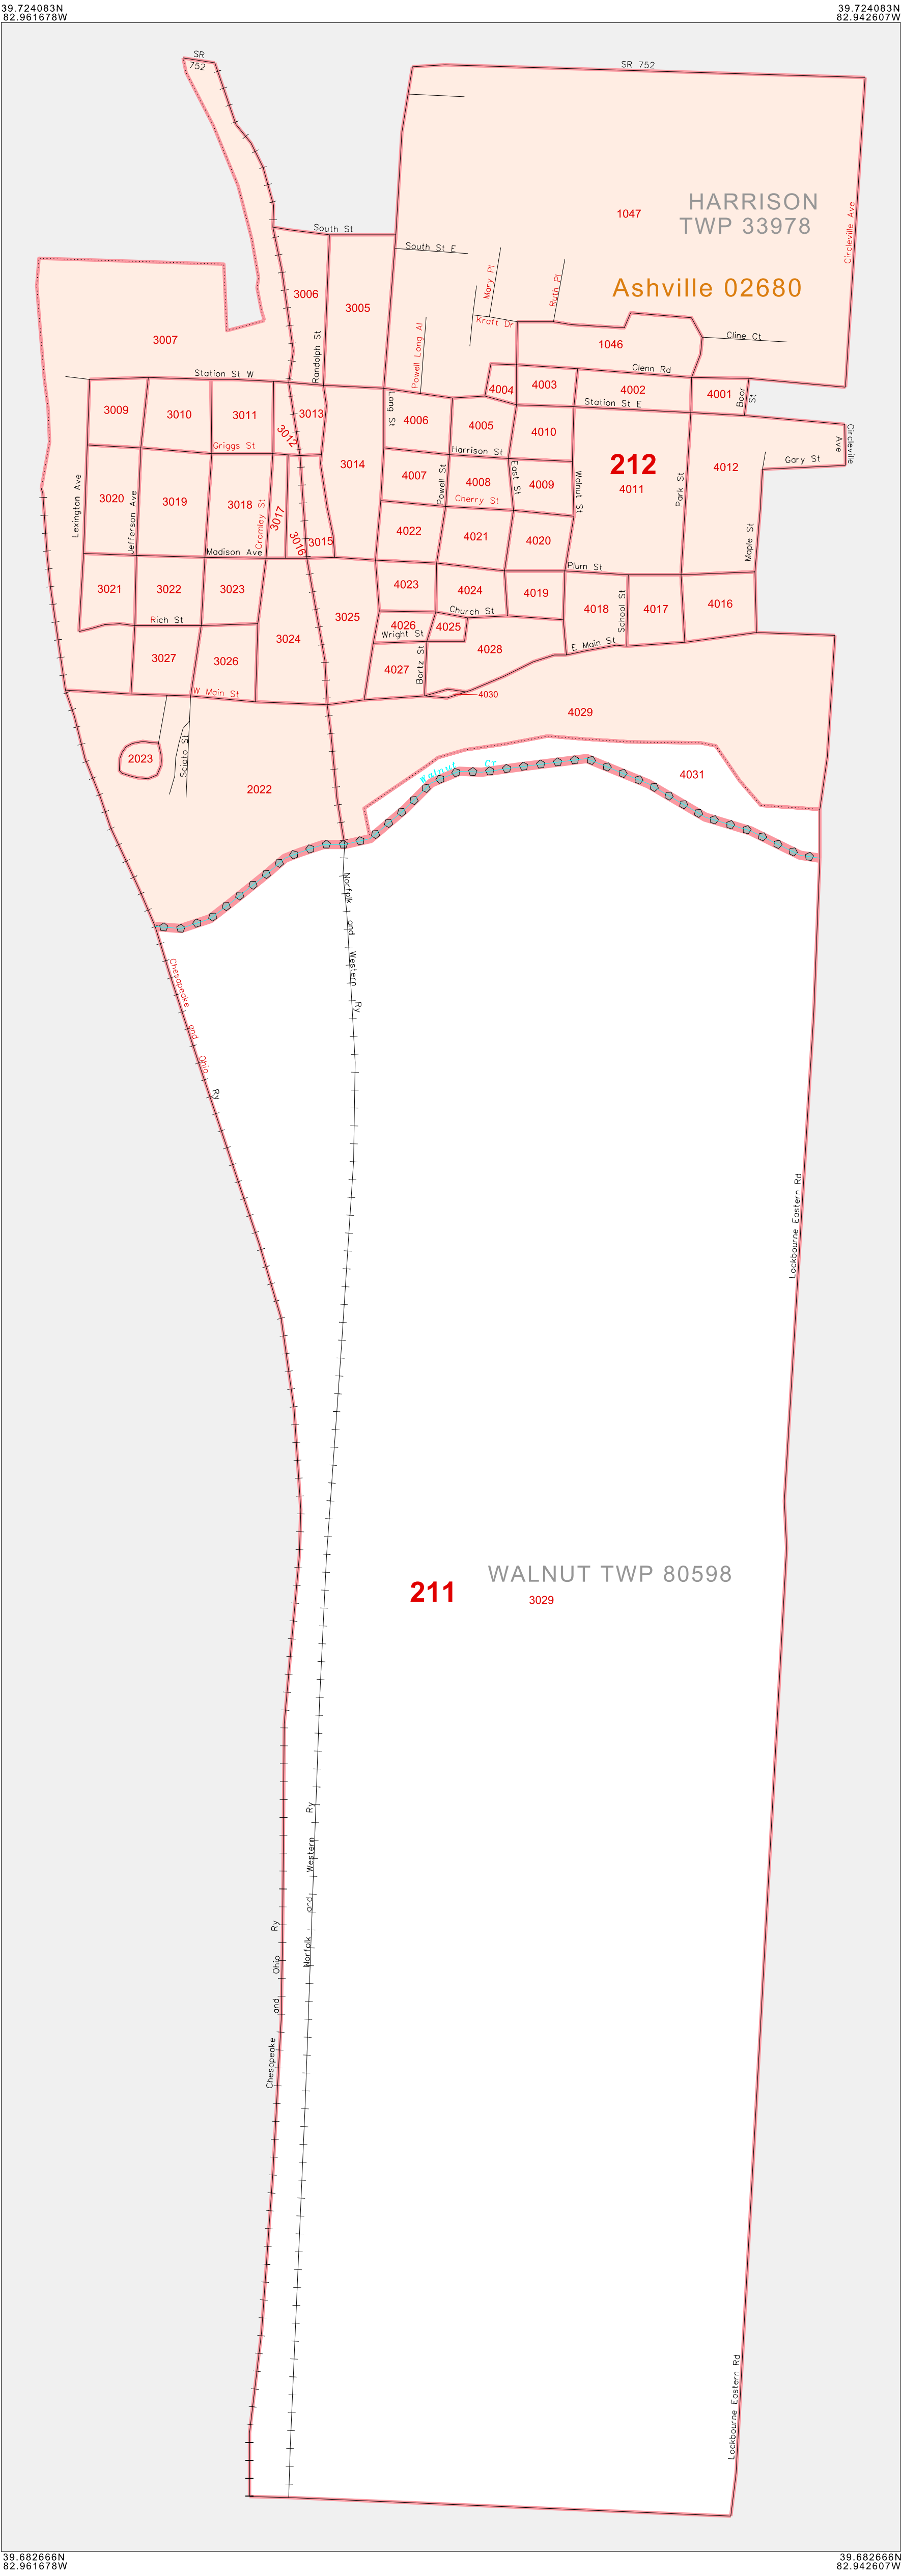 39.724083N
82.961678W
39.724083N
82.942607W
SR
752
SR 752
1047
HARRISON
TWP 33978
Circleville Ave
South St
South St E
Mary Pl
Ruth Pl
3006
3005
Ashville 02680
Kraft Dr
Powell Long Al
Randolph St
3007
1046
Cline Ct
Glenn Rd
Station St W
4004
4003
4002
4001
Boor
St
Station St E
3009
3010
3011
3012
3013
Long St
4006
4005
4010
Circleville
Ave
Griggs St
Harrison St
212
4011
4012
Gary St
3014
4007
Powell St
4008
East St
4009
Walnut St
Park St
Cherry St
Lexington Ave
3020
Jefferson Ave
3019
3018
Cromley St
3017
3016
3015
4022
4021
4020
Maple St
Madison Ave
Plum St
3021
3022
3023
3025
4023
4024
4019
4018
School St
4017
4016
Church St
Rich St
4026
4025
Wright St
3024
3027
3026
4027
Bortz St
4028
E Main St
W Main St
4030
4029
Sciota St
2023
2022
Walnut Cr
4031
Norfolk and Western Ry
Chesapeake and Ohio Ry
Lockbourne Eastern Rd
211
WALNUT TWP 80598
3029
Norfolk and Western Ry
Chesapeake and Ohio Ry
Lockbourne Eastern Rd
39.682666N
82.961678W
39.682666N
82.942607W